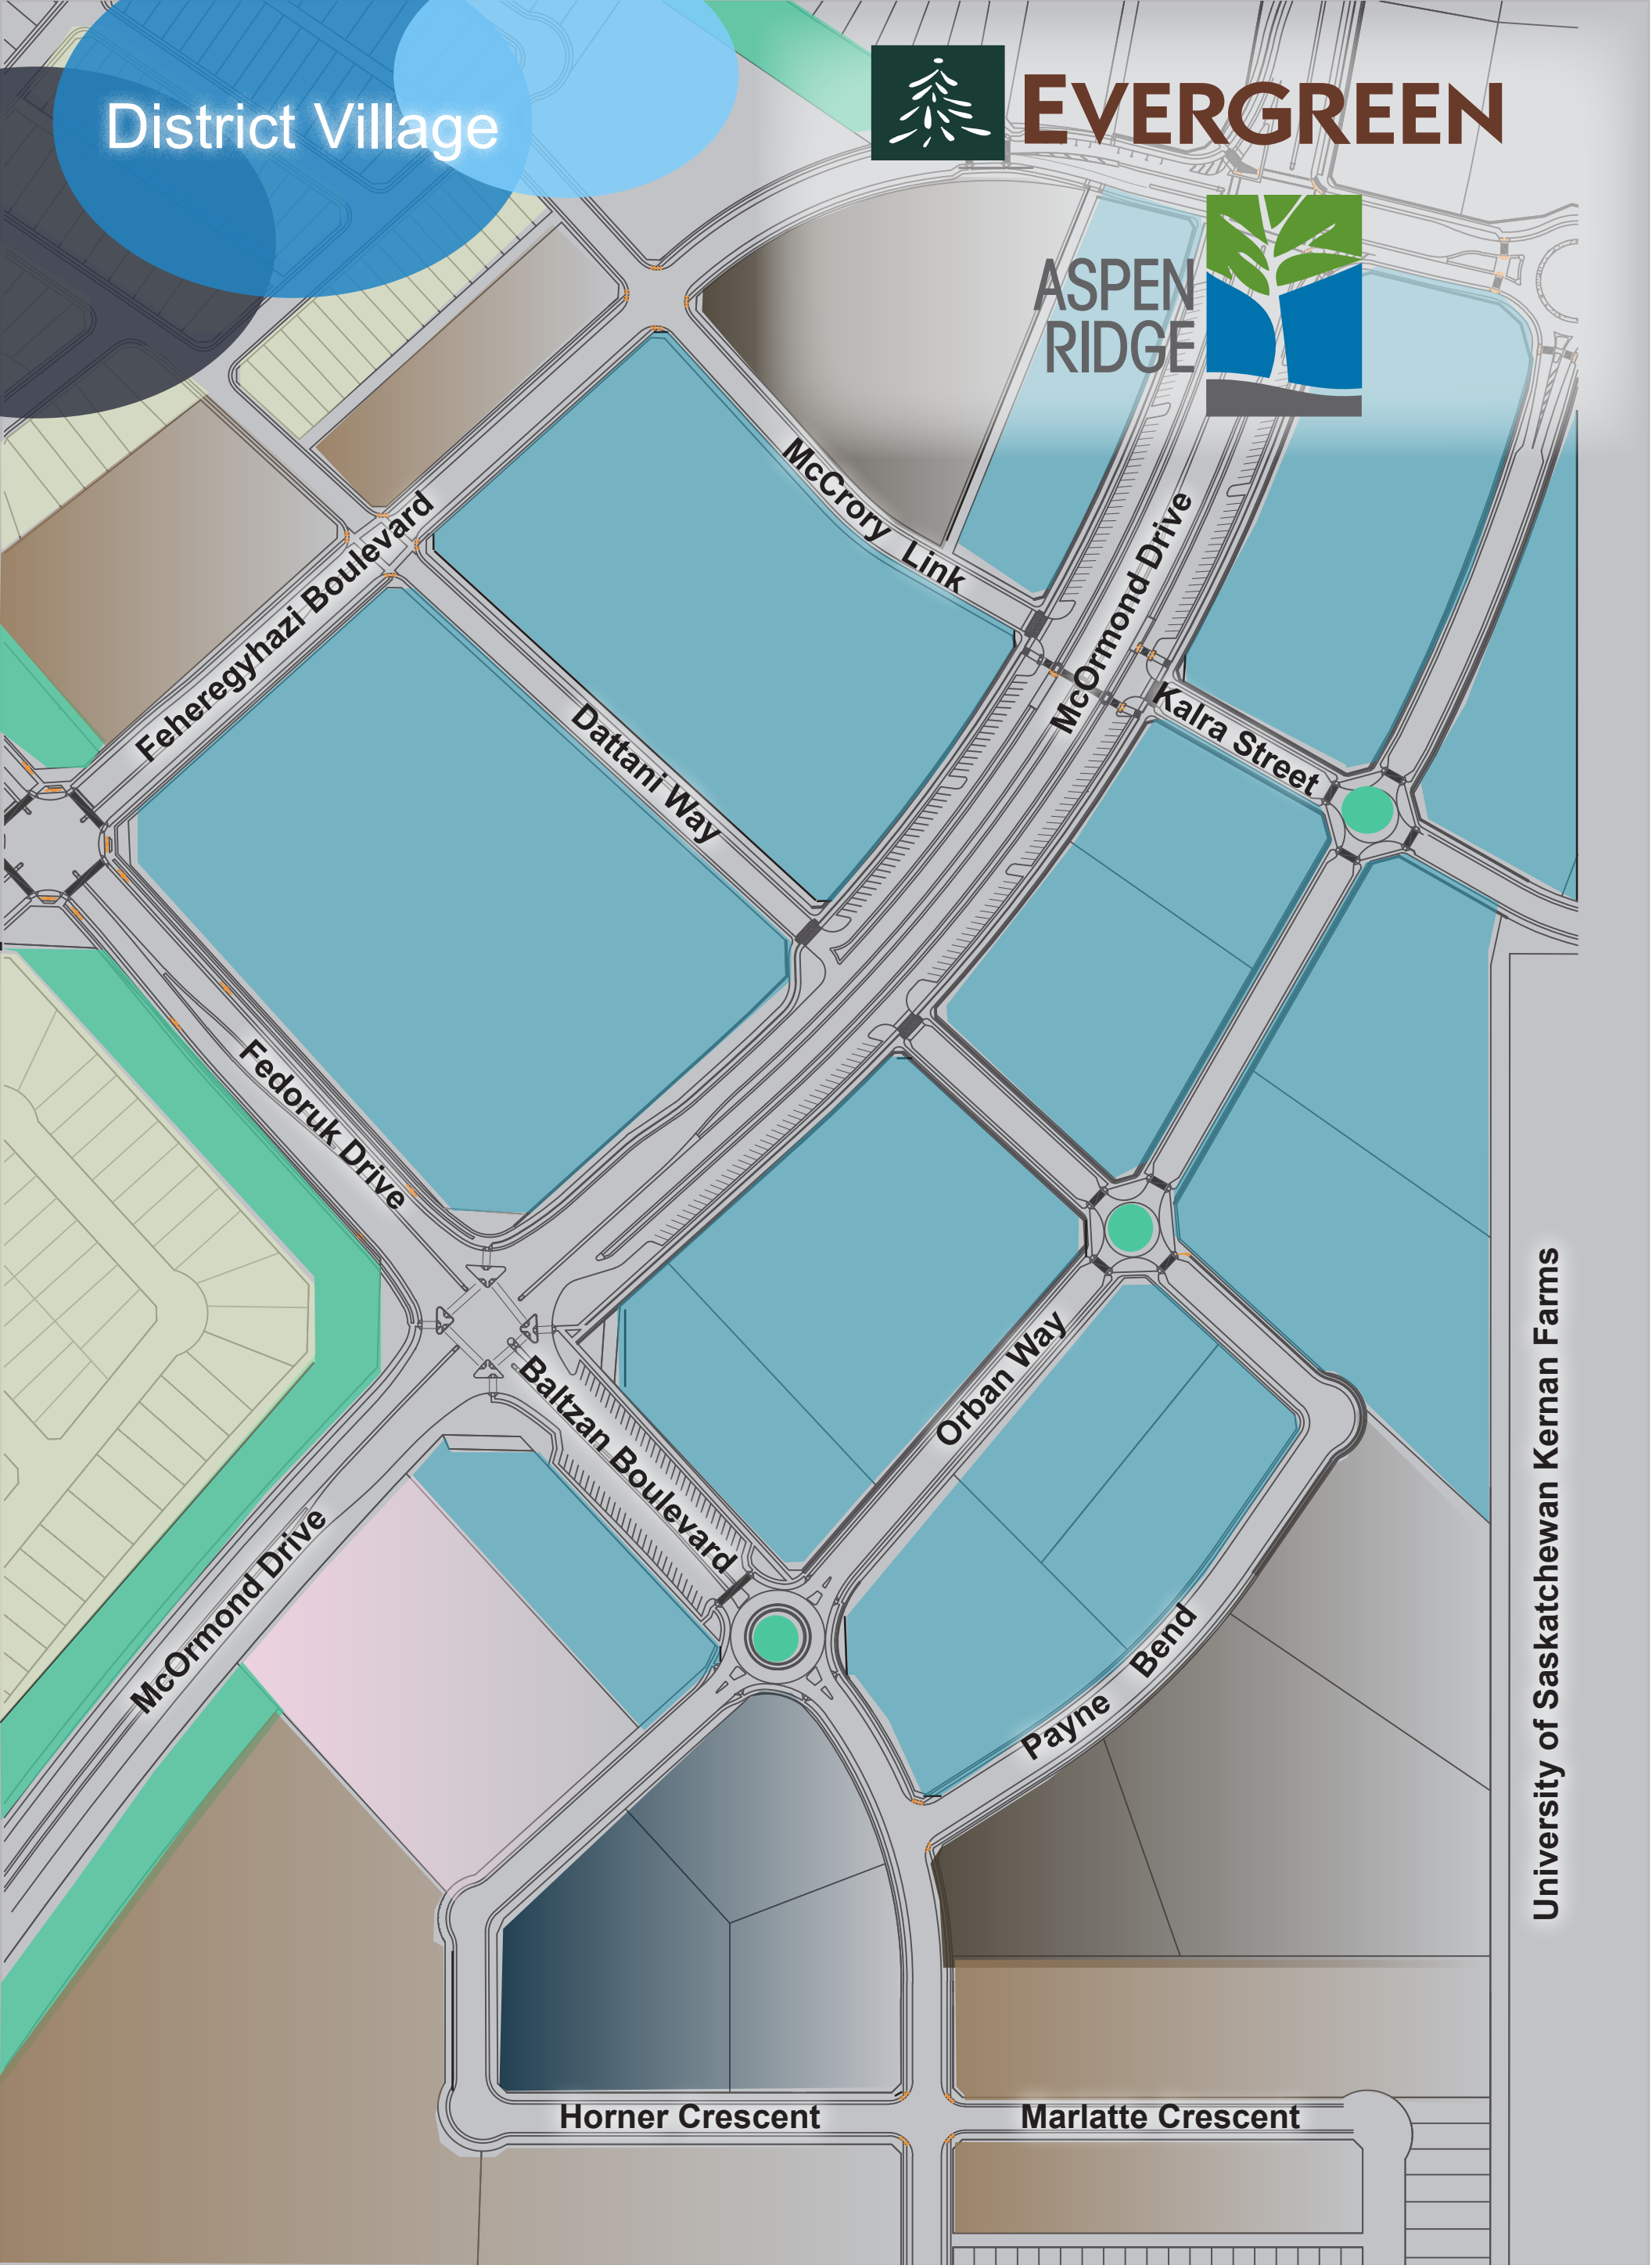 District Village
EVERGREEN
ASPEN
RIDGE
McCrory Link
McOrmond Drive
Feheregyhazi Boulevard
Kalra Street
Dattani Way
Fedoruk Drive
Baltzan Boulevard
Orban Way
McOrmond Drive
Payne Bend
University of Saskatchewan Kernan Farms
Horner Crescent
Marlatte Crescent